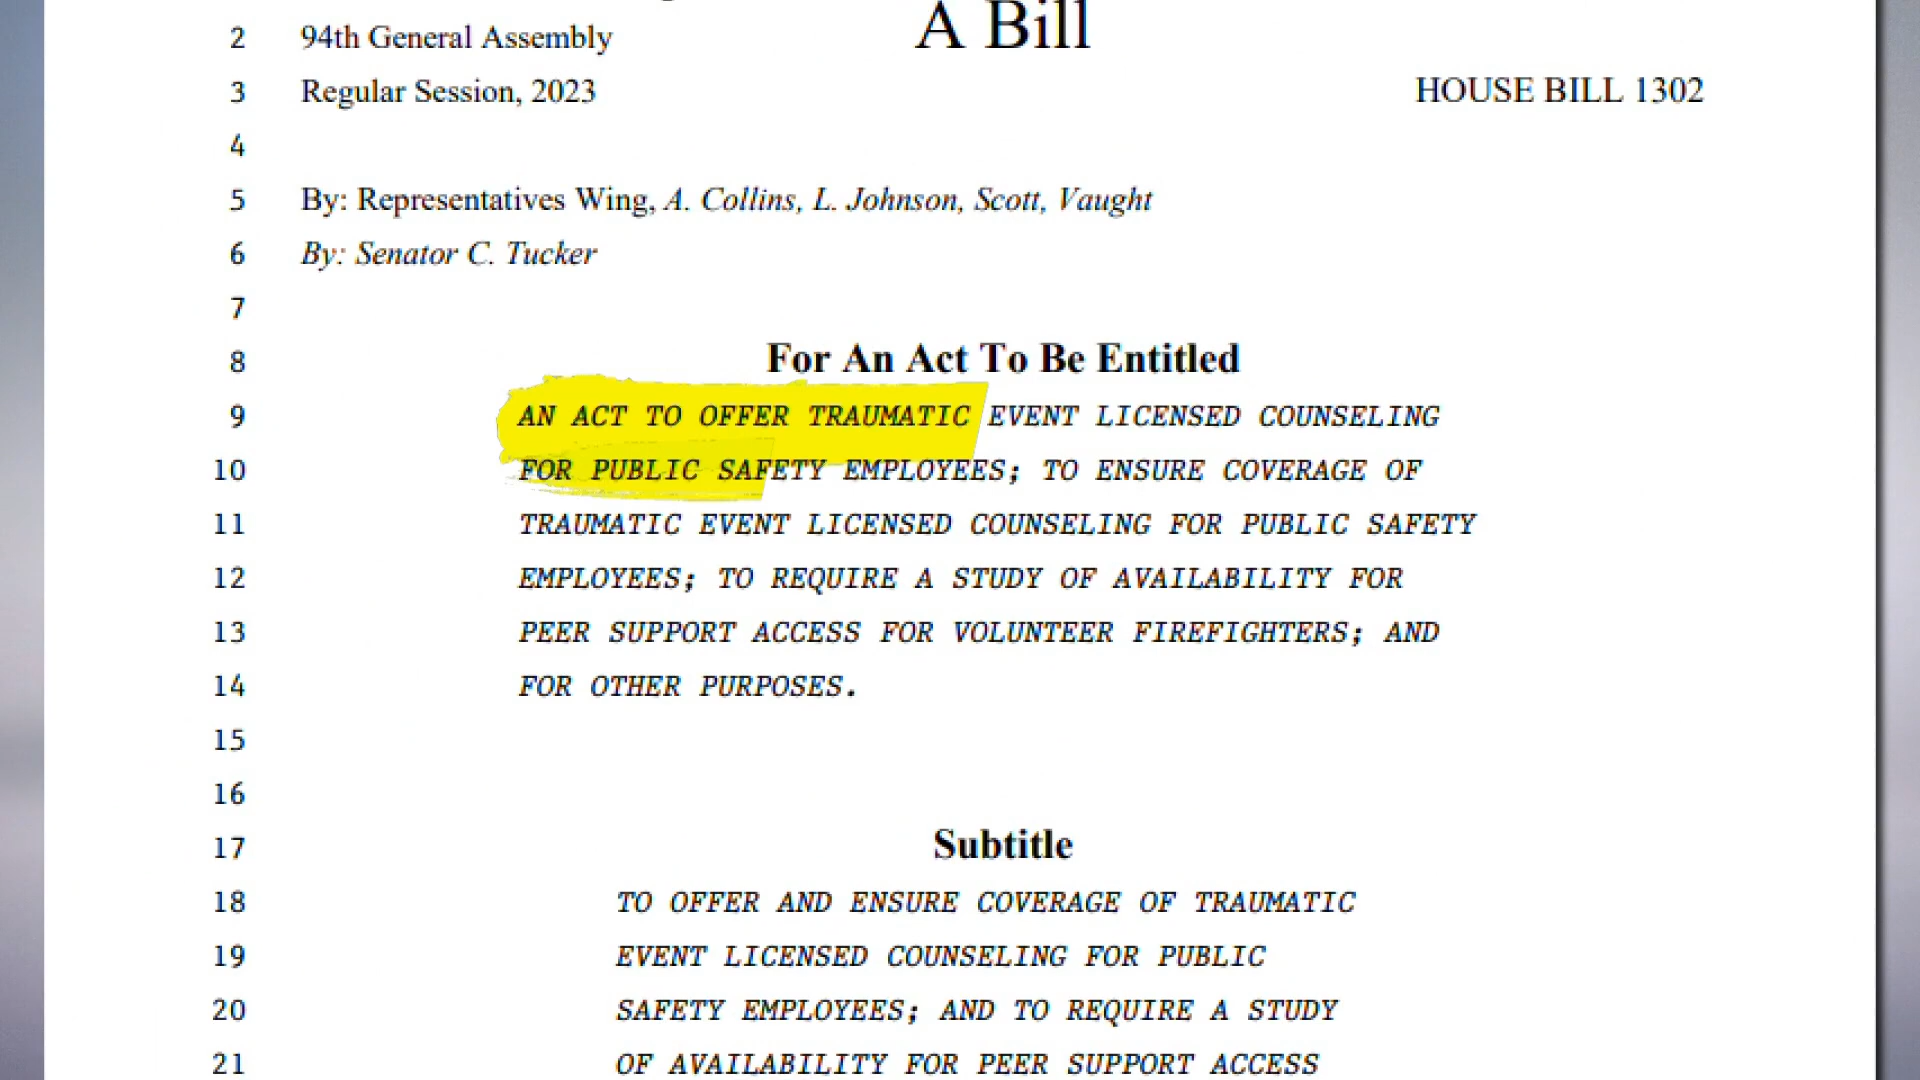 A Bill
2 94th General Assembly
3 Regular Session, 2023 HOUSE BILL 1302
4
5 By: Representatives Wing, A. Collins, L. Johnson, Scott, Vaught
6 By: Senator C. Tucker
7
8 For An Act To Be Entitled
9 AN ACT TO OFFER TRAUMATIC EVENT LICENSED COUNSELING
10 FOR PUBLIC SAFETY EMPLOYEES; TO ENSURE COVERAGE OF
11 TRAUMATIC EVENT LICENSED COUNSELING FOR PUBLIC SAFETY
12 EMPLOYEES; TO REQUIRE A STUDY OF AVAILABILITY FOR
13 PEER SUPPORT ACCESS FOR VOLUNTEER FIREFIGHTERS; AND
14 FOR OTHER PURPOSES.
15
16
17 Subtitle
18 TO OFFER AND ENSURE COVERAGE OF TRAUMATIC
19 EVENT LICENSED COUNSELING FOR PUBLIC
20 SAFETY EMPLOYEES; AND TO REQUIRE A STUDY
21 OF AVAILABILITY FOR PEER SUPPORT ACCESS